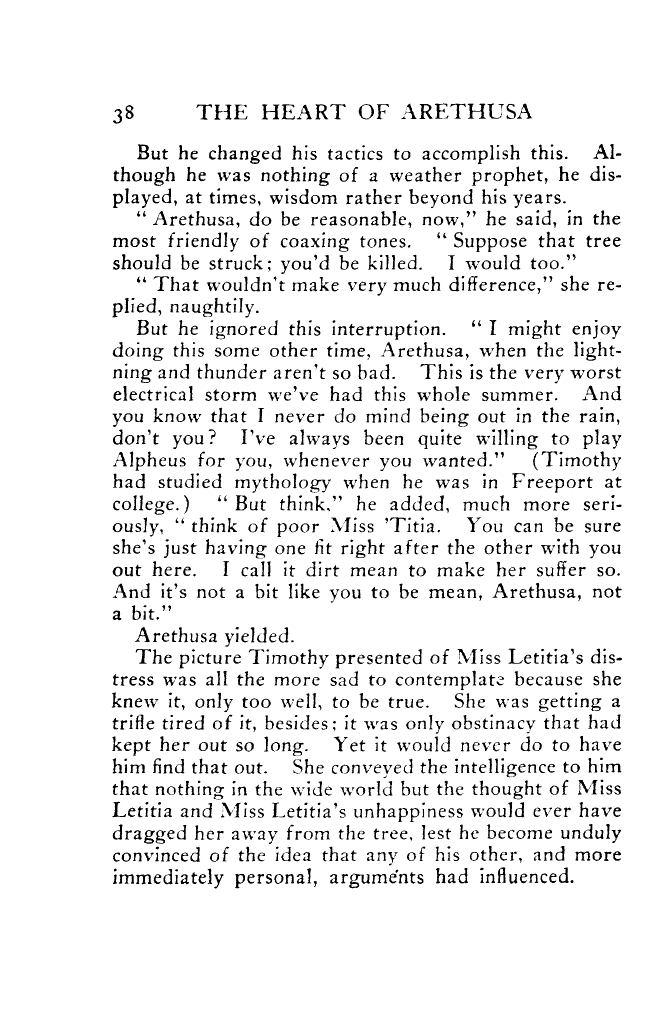 38 THE HEART OF ARETHUSA
But he changed his tactics to accomplish this. Al-
though he was nothing of a weather prophet, he dis-
played, at times, wisdom rather beyond his years.
“ Arethusa, do be reasonable, now,” he said, in the
most friendly of coaxing tones. “ Suppose that tree
should be struck; you’d be killed. I would too.”
“ That wouldn’t make very much difference,” she re-
plied, naughtily.
But he ignored this interruption. “ I might enjoy
doing this some other time, Arethusa, when the light-
ning and thunder aren’t so bad. This is the very worst
electrical storm we’ve had this whole summer. And
you know that I never do mind being out in the rain,
don’t you? I’ve always been quite willing to play
Alpheus for you, whenever you wanted.” (Timothy
had studied mythology when he was in Freeport at
college.) “ But think,” he added, much more seri-
ously, “ think of poor Miss ’Titia. You can be sure
she’s just having one fit right after the other with you
out here. I call it dirt mean to make her suffer so.
And it’s not a bit like you to be mean, Arethusa, not
a bit.”
Arethusa yielded.
The picture Timothy presented of Miss Letitia’s dis-
tress was all the more sad to contemplate because she
knew it, only too well, to be true. She was getting a
trifle tired of it, besides; it was only obstinacy that had
kept her out so long. Yet it would never do to have
him find that out. She conveyed the intelligence to him
that nothing in the wide world but the thought of Miss
Letitia and Miss Letitia’s unhappiness would ever have
dragged her away from the tree, lest he become unduly
convinced of the idea that any of his other, and more
immediately personal, arguments had influenced.